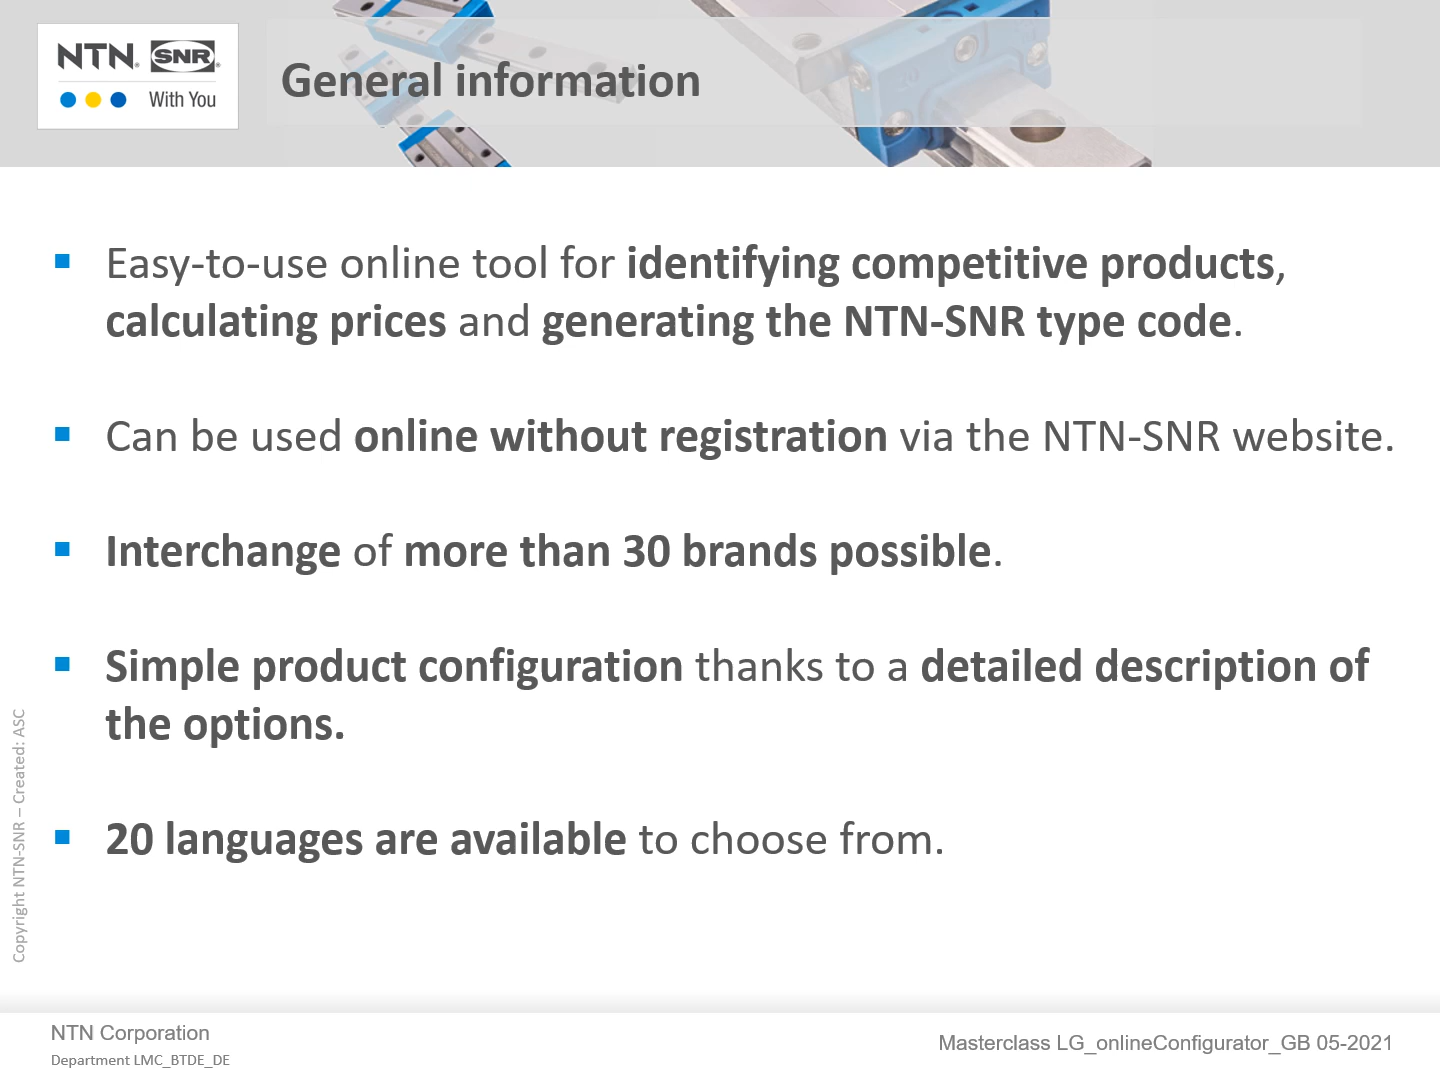 NTN® SNR®
With You
General information
Easy-to-use online tool for identifying competitive products,
calculating prices and generating the NTN-SNR type code.
Can be used online without registration via the NTN-SNR website.
Interchange of more than 30 brands possible.
Simple product configuration thanks to a detailed description of
the options.
20 languages are available to choose from.
Copyright NTN-SNR – Created: ASC
NTN Corporation
Department LMC_BTDE_DE
Masterclass LG_onlineConfigurator_GB 05-2021